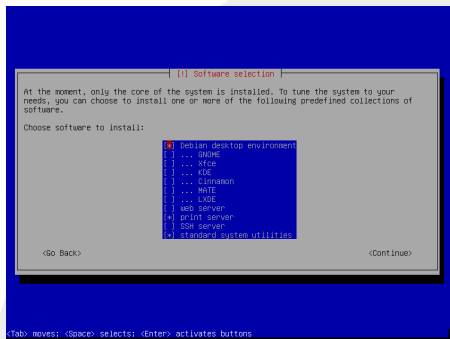 [!] Software selection
At the moment, only the core of the system is installed. To tune the system to your
needs, you can choose to install one or more of the following predefined collections of
software.
Choose software to install:
[*] Debian desktop environment
[ ] ... GNOME
[ ] ... Xfce
[ ] ... KDE
[ ] ... Cinnamon
[ ] ... MATE
[ ] ... LXDE
[ ] web server
[*] print server
[ ] SSH server
[*] standard system utilities
<Go Back> <Continue>
<Tab> moves; <Space> selects; <Enter> activates buttons